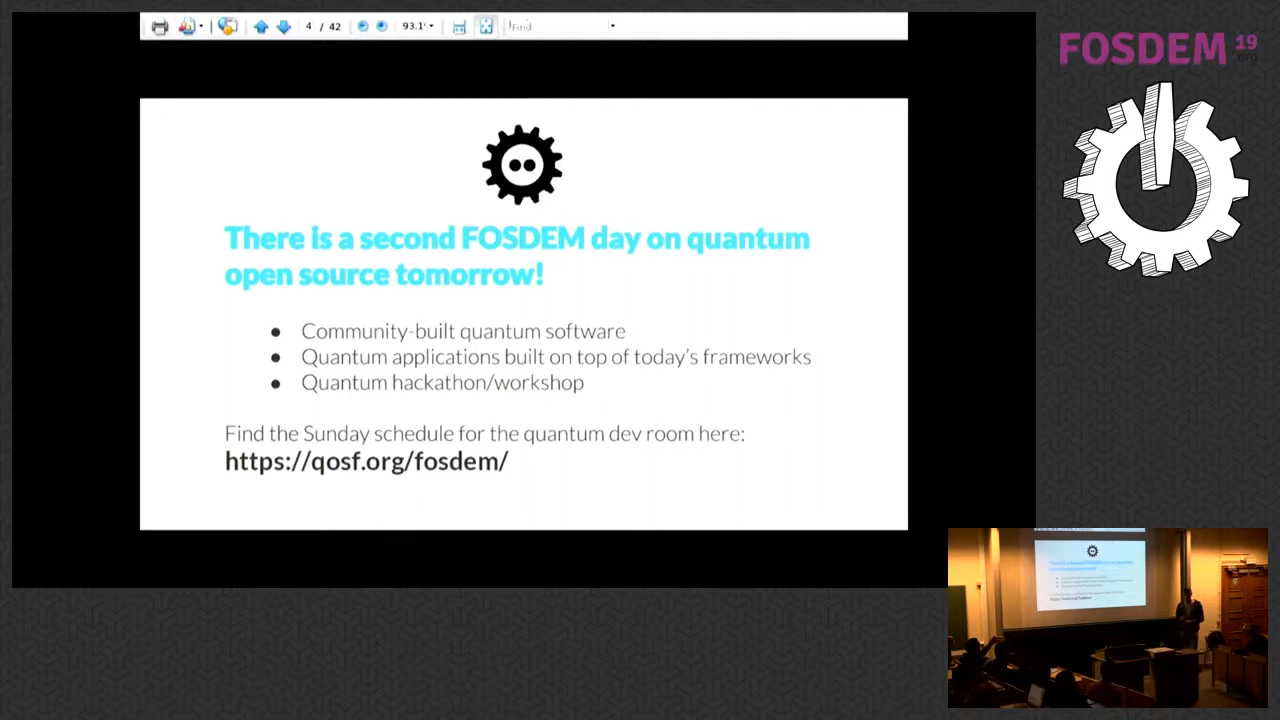 4 / 42
93.1
Find
FOSDEM 19
.org
There is a second FOSDEM day on quantum
open source tomorrow!
● Community-built quantum software
● Quantum applications built on top of today's frameworks
● Quantum hackathon/workshop
Find the Sunday schedule for the quantum dev room here:
https://qosf.org/fosdem/